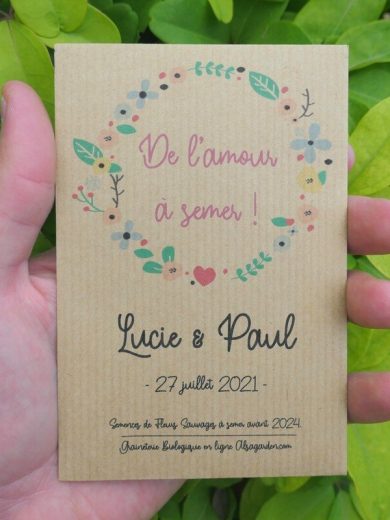 De l'amour
à semer !
Lucie & Paul
- 27 juillet 2021 -
Semences de Fleurs Sauvages à semer avant 2024.
Graineterie Biologique en ligne Alsagarden.com